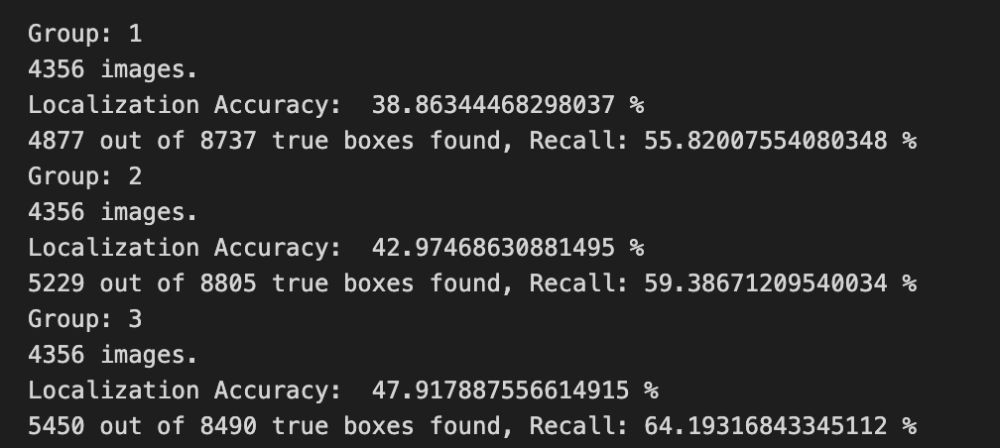 Group: 1
4356 images.
Localization Accuracy:  38.86344468298037 %
4877 out of 8737 true boxes found, Recall: 55.82007554080348 %
Group: 2
4356 images.
Localization Accuracy:  42.97468630881495 %
5229 out of 8805 true boxes found, Recall: 59.38671209540034 %
Group: 3
4356 images.
Localization Accuracy:  47.917887556614915 %
5450 out of 8490 true boxes found, Recall: 64.19316843345112 %